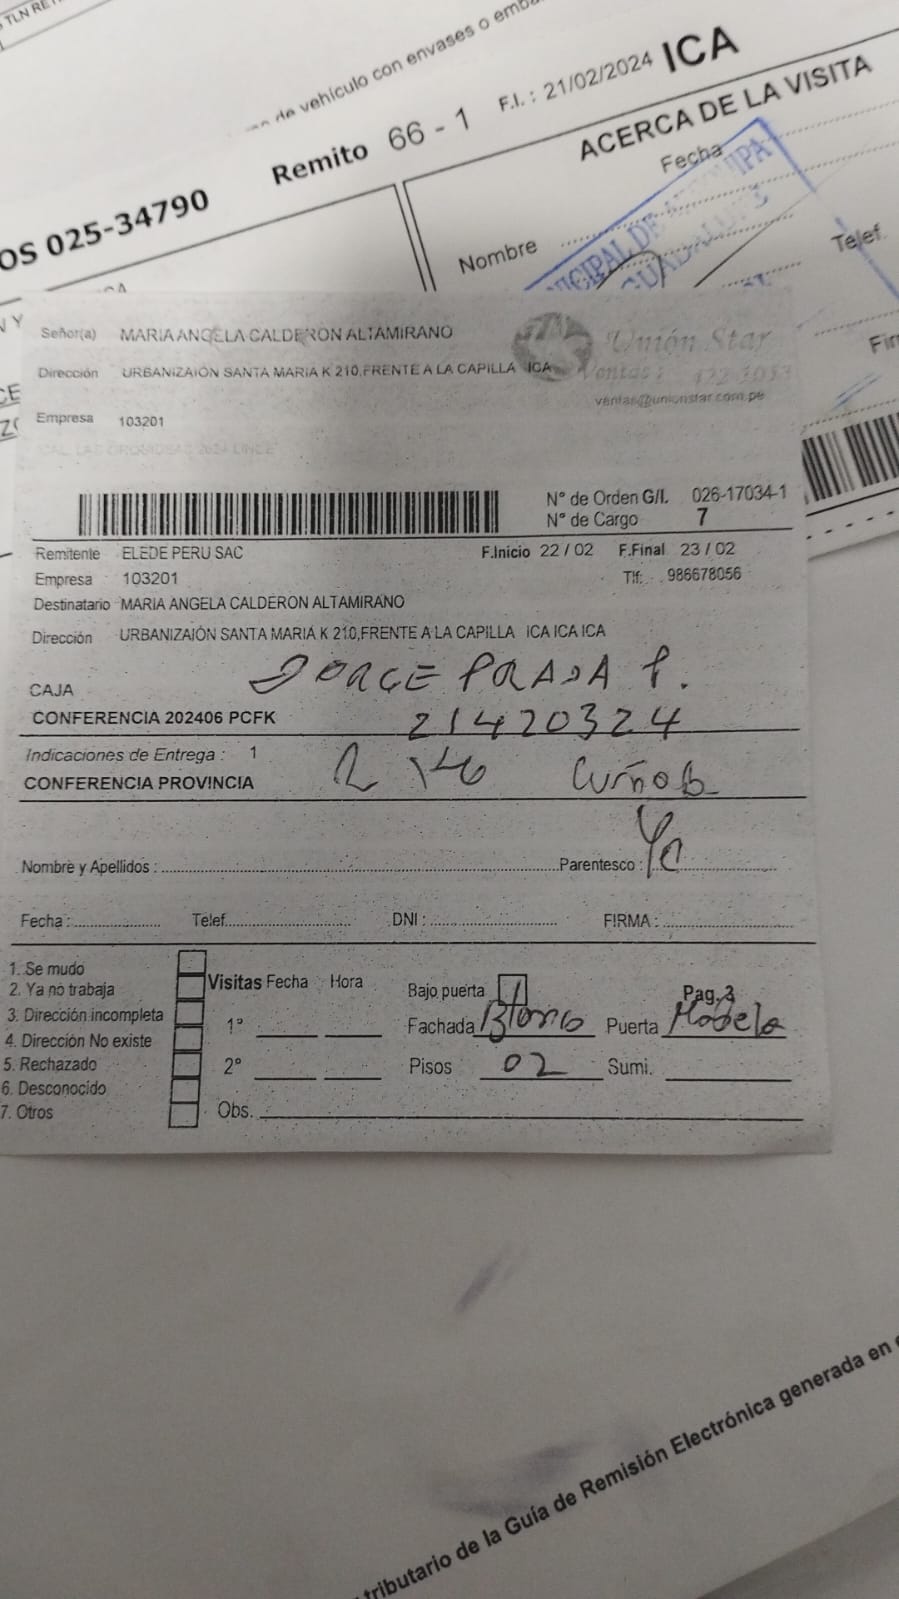 de vehículo con envases o
Remito 66 - 1 F.I. : 21/02/2024 ICA
OS 025-34790
ACERCA DE LA VISITA
Fecha
Nombre
Telef.
Señor(a) MARIA ANGELA CALDERON ALTAMIRANO
Unión Star
Dirección URBANIZAIÓN SANTA MARIA K 210,FRENTE A LA CAPILLA ICA
Ventas :
ventas@unionstar.com.pe
Empresa 103201
N° de Orden G/I. 026-17034-1
N° de Cargo 7
Remitente ELEDE PERU SAC F.Inicio 22 / 02 F.Final 23 / 02
Empresa 103201 Tlf: 986678056
Destinatario MARIA ANGELA CALDERON ALTAMIRANO
Dirección URBANIZAIÓN SANTA MARIA K 210,FRENTE A LA CAPILLA ICA ICA ICA
JORGE PRADA P.
CAJA
CONFERENCIA 202406 PCFK 21420324
Indicaciones de Entrega : 1
CONFERENCIA PROVINCIA Cuñado
Nombre y Apellidos : Parentesco :
Fecha : Telef. DNI : FIRMA :
1. Se mudo
2. Ya no trabaja
3. Dirección incompleta
4. Dirección No existe
5. Rechazado
6. Desconocido
7. Otros
Visitas Fecha Hora
1°
2°
Obs.
Bajo puerta Pag. 3
Fachada Blanco Puerta Madera
Pisos 02 Sumi.
tributario de la Guía de Remisión Electrónica generada en